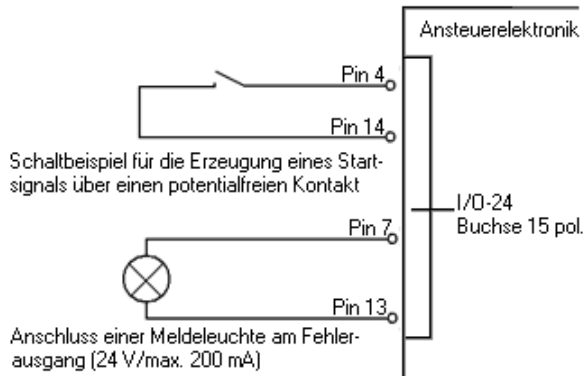 Ansteuerelektronik
Pin 4
Pin 14
Schaltbeispiel für die Erzeugung eines Start-
signals über einen potentialfreien Kontakt
I/O-24
Buchse 15 pol.
Pin 7
Pin 13
Anschluss einer Meldeleuchte am Fehler-
ausgang (24 V/max. 200 mA)